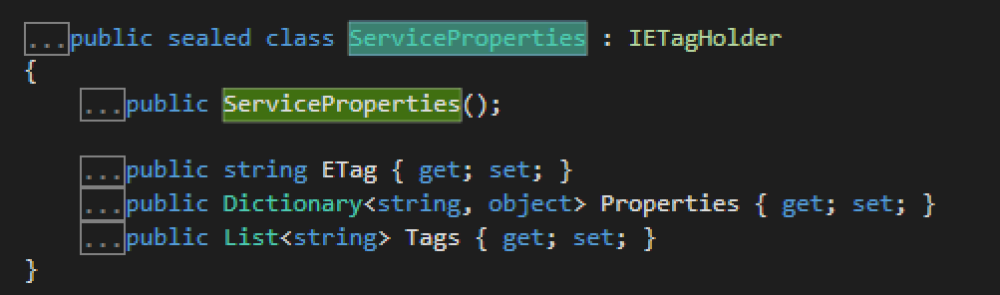 ...public sealed class ServiceProperties : IETagHolder
{
...public ServiceProperties();
...public string ETag { get; set; }
...public Dictionary<string, object> Properties { get; set; }
...public List<string> Tags { get; set; }
}